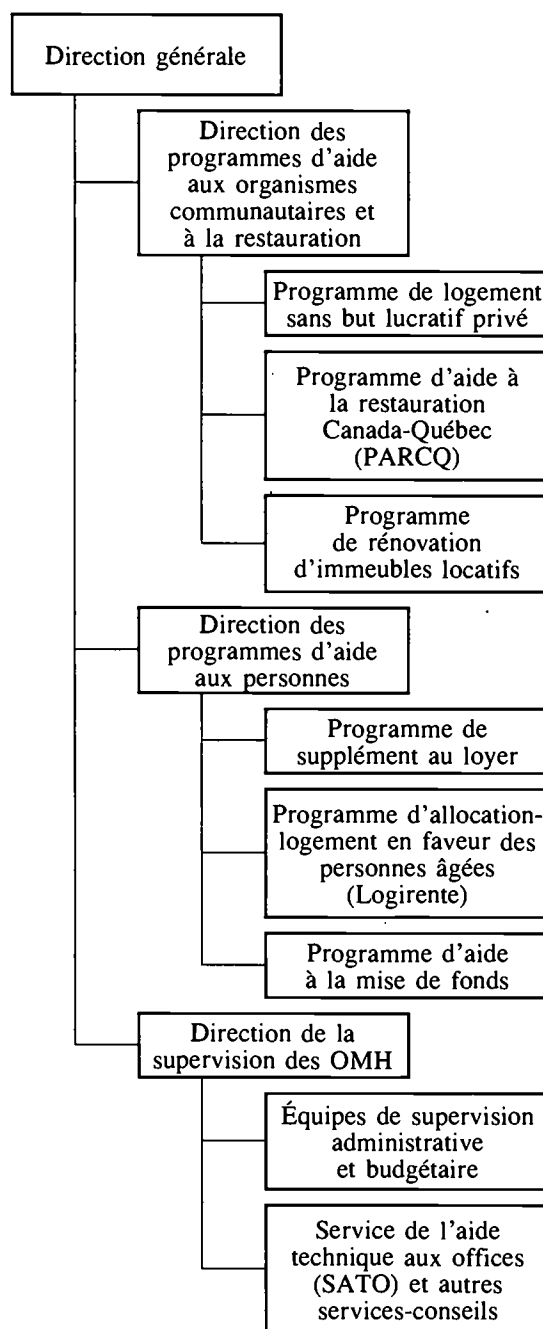 Direction générale
Direction des
programmes d'aide
aux organismes
communautaires et
à la restauration
Programme de logement
sans but lucratif privé
Programme d'aide à
la restauration
Canada-Québec
(PARCQ)
Programme
de rénovation
d'immeubles locatifs
Direction des
programmes d'aide
aux personnes
Programme de
supplément au loyer
Programme d'allocation-
logement en faveur des
personnes âgées
(Logirente)
Programme d'aide
à la mise de fonds
Direction de la
supervision des OMH
Équipes de supervision
administrative
et budgétaire
Service de l'aide
technique aux offices
(SATO) et autres
services-conseils